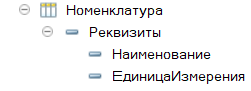 Номенклатура
Реквизиты
Наименование
ЕдиницаИзмерения